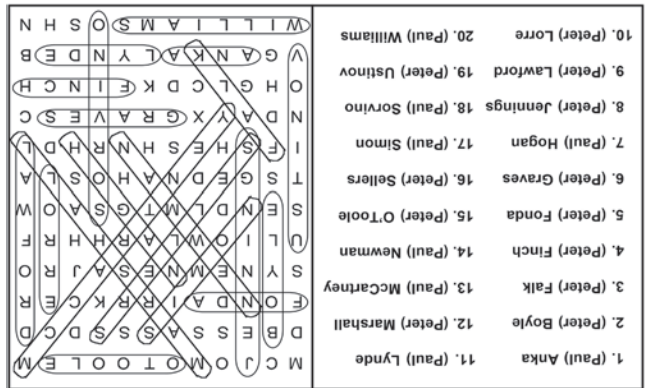 1. (Paul) Anka
2. (Peter) Boyle
3. (Peter) Falk
4. (Peter) Finch
5. (Peter) Fonda
6. (Peter) Graves
7. (Paul) Hogan
8. (Peter) Jennings
9. (Peter) Lawford
10. (Peter) Lorre
11. (Paul) Lynde
12. (Peter) Marshall
13. (Paul) McCartney
14. (Paul) Newman
15. (Peter) O'Toole
16. (Peter) Sellers
17. (Paul) Simon
18. (Paul) Sorvino
19. (Peter) Ustinov
20. (Paul) Williams
M C J O M O T O O L E M
D B E S S A S S S D C D
F O N D A I R R K C E R
S Y N E M N E S A J R O
U L I O W L A R H H R F
S E N D L M T G S A O W
T S G E D N A H O S L A
I F S H E S H N R H D L
N D A Y X G R A V E S C
O H G L C D K F I N C H
V G A N K A L Y N D E B
W I L L I A M S O S H N